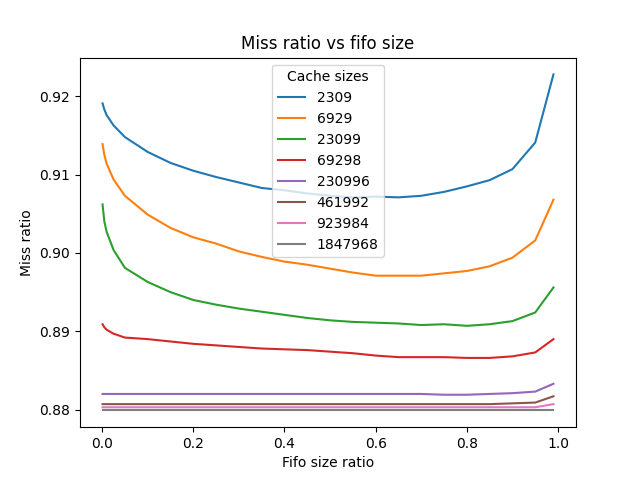 Miss ratio vs fifo size
Cache sizes
2309
6929
23099
69298
230996
461992
923984
1847968
0.92
0.91
0.90
0.89
0.88
Miss ratio
0.0 0.2 0.4 0.6 0.8 1.0
Fifo size ratio